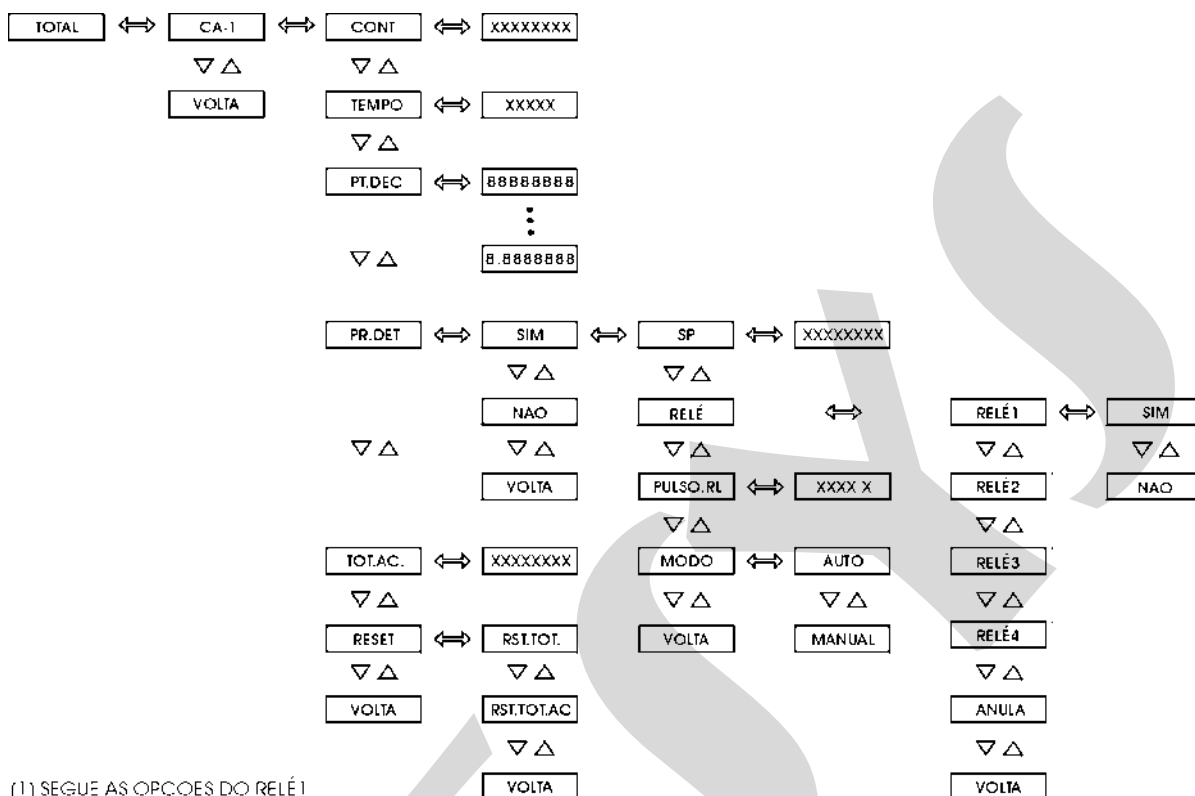 TOTAL CA-1 CONT XXXXXXXX
VOLTA TEMPO XXXXX
PT.DEC 88888888
8.8888888
PR.DET SIM SP XXXXXXXX
NAO RELÉ RELÉ1 SIM
VOLTA PULSO.RL XXXX X RELÉ2 NAO
TOT.AC. XXXXXXXX MODO AUTO RELÉ3
RESET RST.TOT. VOLTA MANUAL RELÉ4
VOLTA RST.TOT.AC ANULA
(1) SEGUE AS OPCOES DO RELÉ1 VOLTA VOLTA